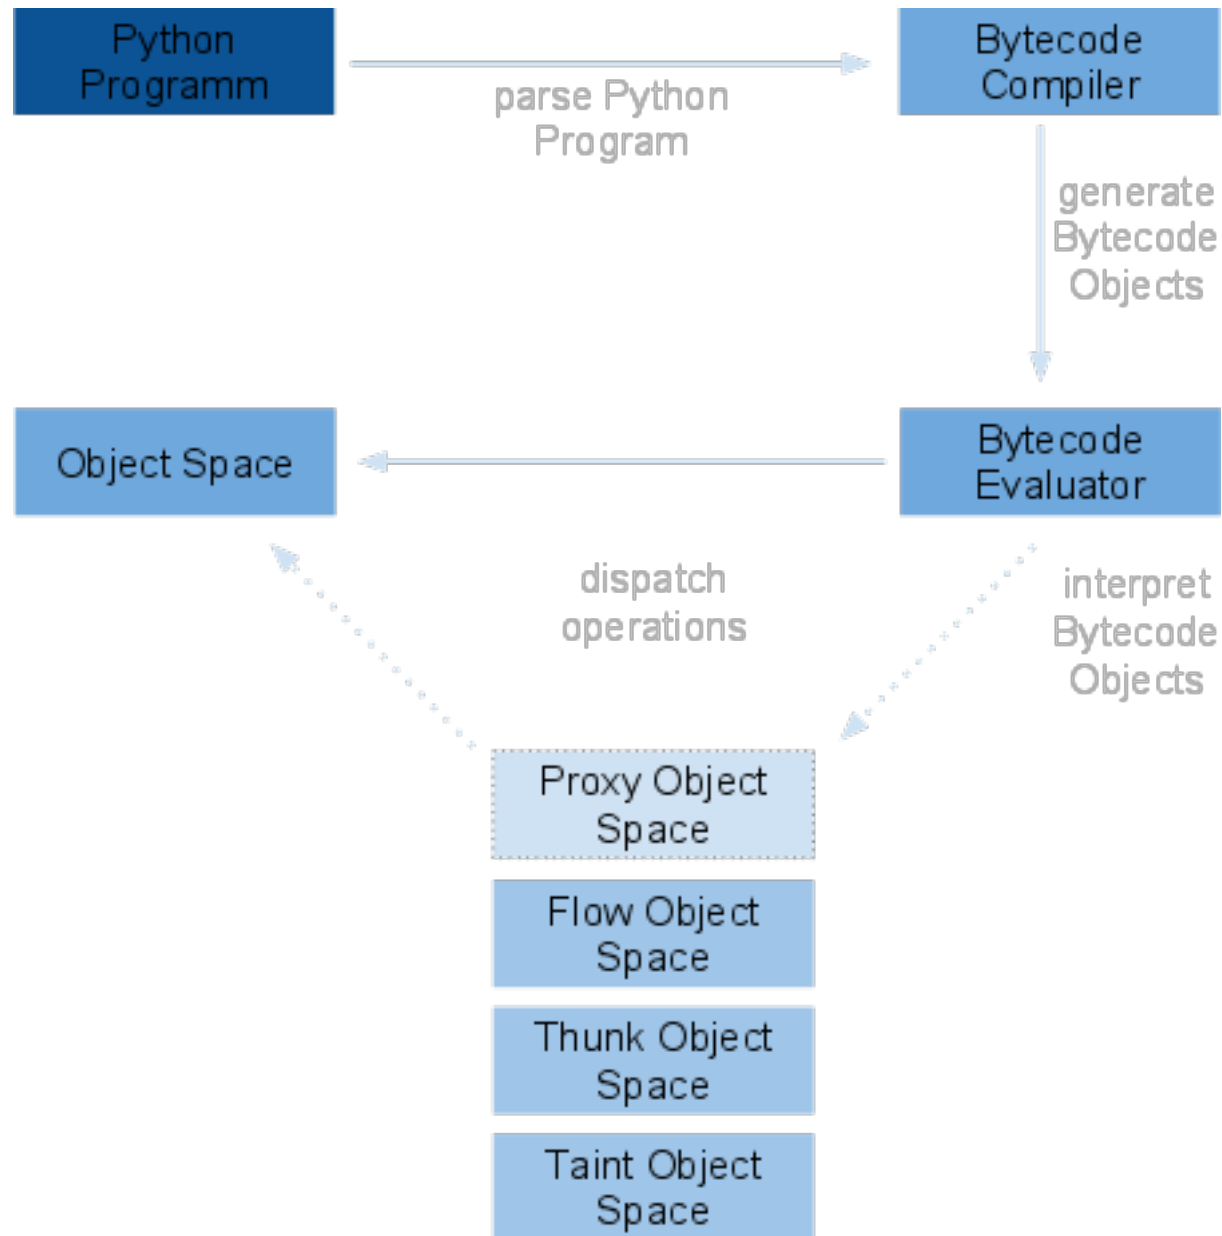 Python
Programm
parse Python
Program
Bytecode
Compiler
generate
Bytecode
Objects
Object Space
Bytecode
Evaluator
dispatch
operations
interpret
Bytecode
Objects
Proxy Object
Space
Flow Object
Space
Thunk Object
Space
Taint Object
Space